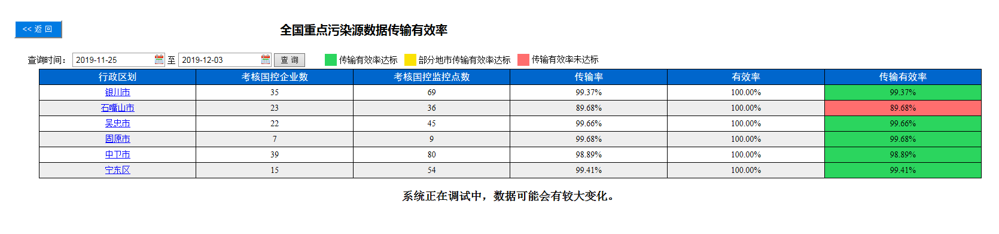 << 返 回
全国重点污染源数据传输有效率
查询时间： 2019-11-25 至 2019-12-03 查 询 传输有效率达标 部分地市传输有效率达标 传输有效率未达标
行政区划 考核国控企业数 考核国控监控点数 传输率 有效率 传输有效率
银川市 35 69 99.37% 100.00% 99.37%
石嘴山市 23 36 89.68% 100.00% 89.68%
吴忠市 22 45 99.66% 100.00% 99.66%
固原市 7 9 99.68% 100.00% 99.68%
中卫市 39 80 98.89% 100.00% 98.89%
宁东区 15 54 99.41% 100.00% 99.41%
系统正在调试中，数据可能会有较大变化。